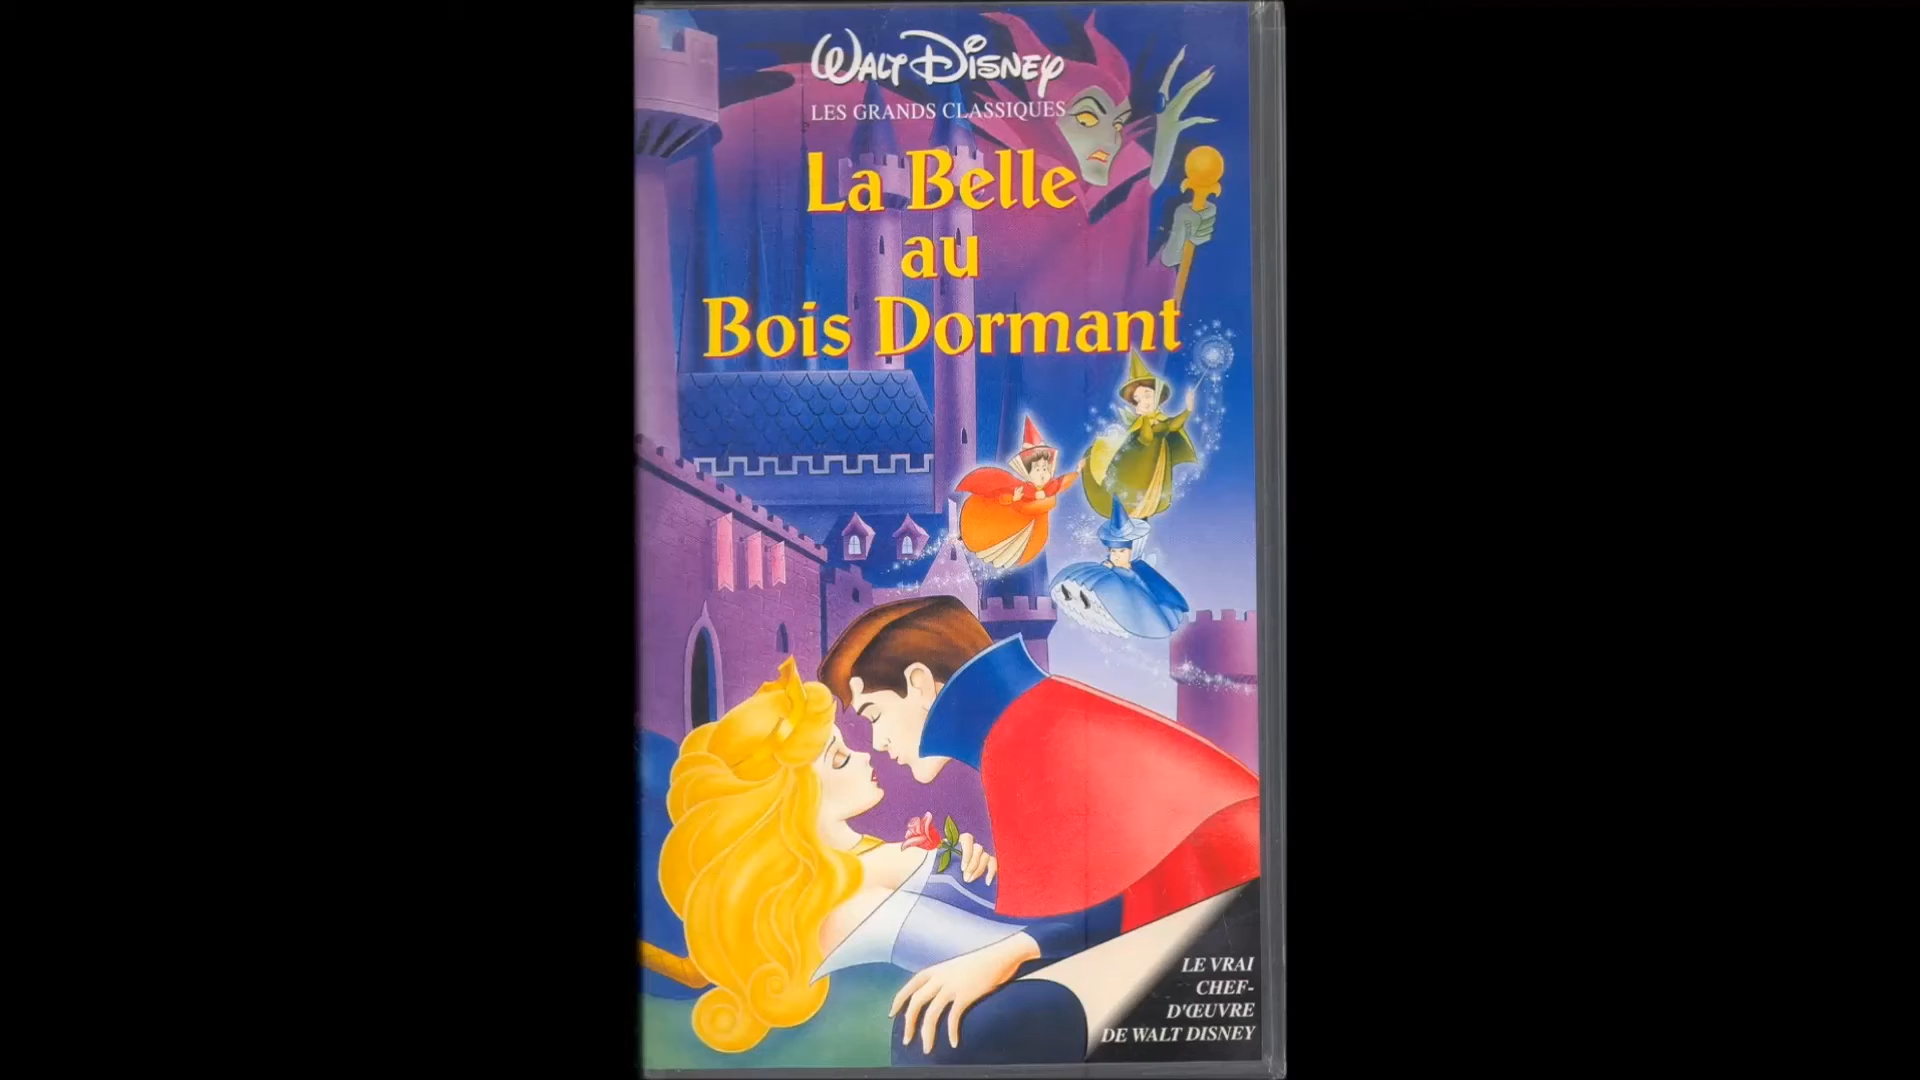 WALT DISNEY
LES GRANDS CLASSIQUES
La Belle
au
Bois Dormant
LE VRAI
CHEF-
D'ŒUVRE
DE WALT DISNEY